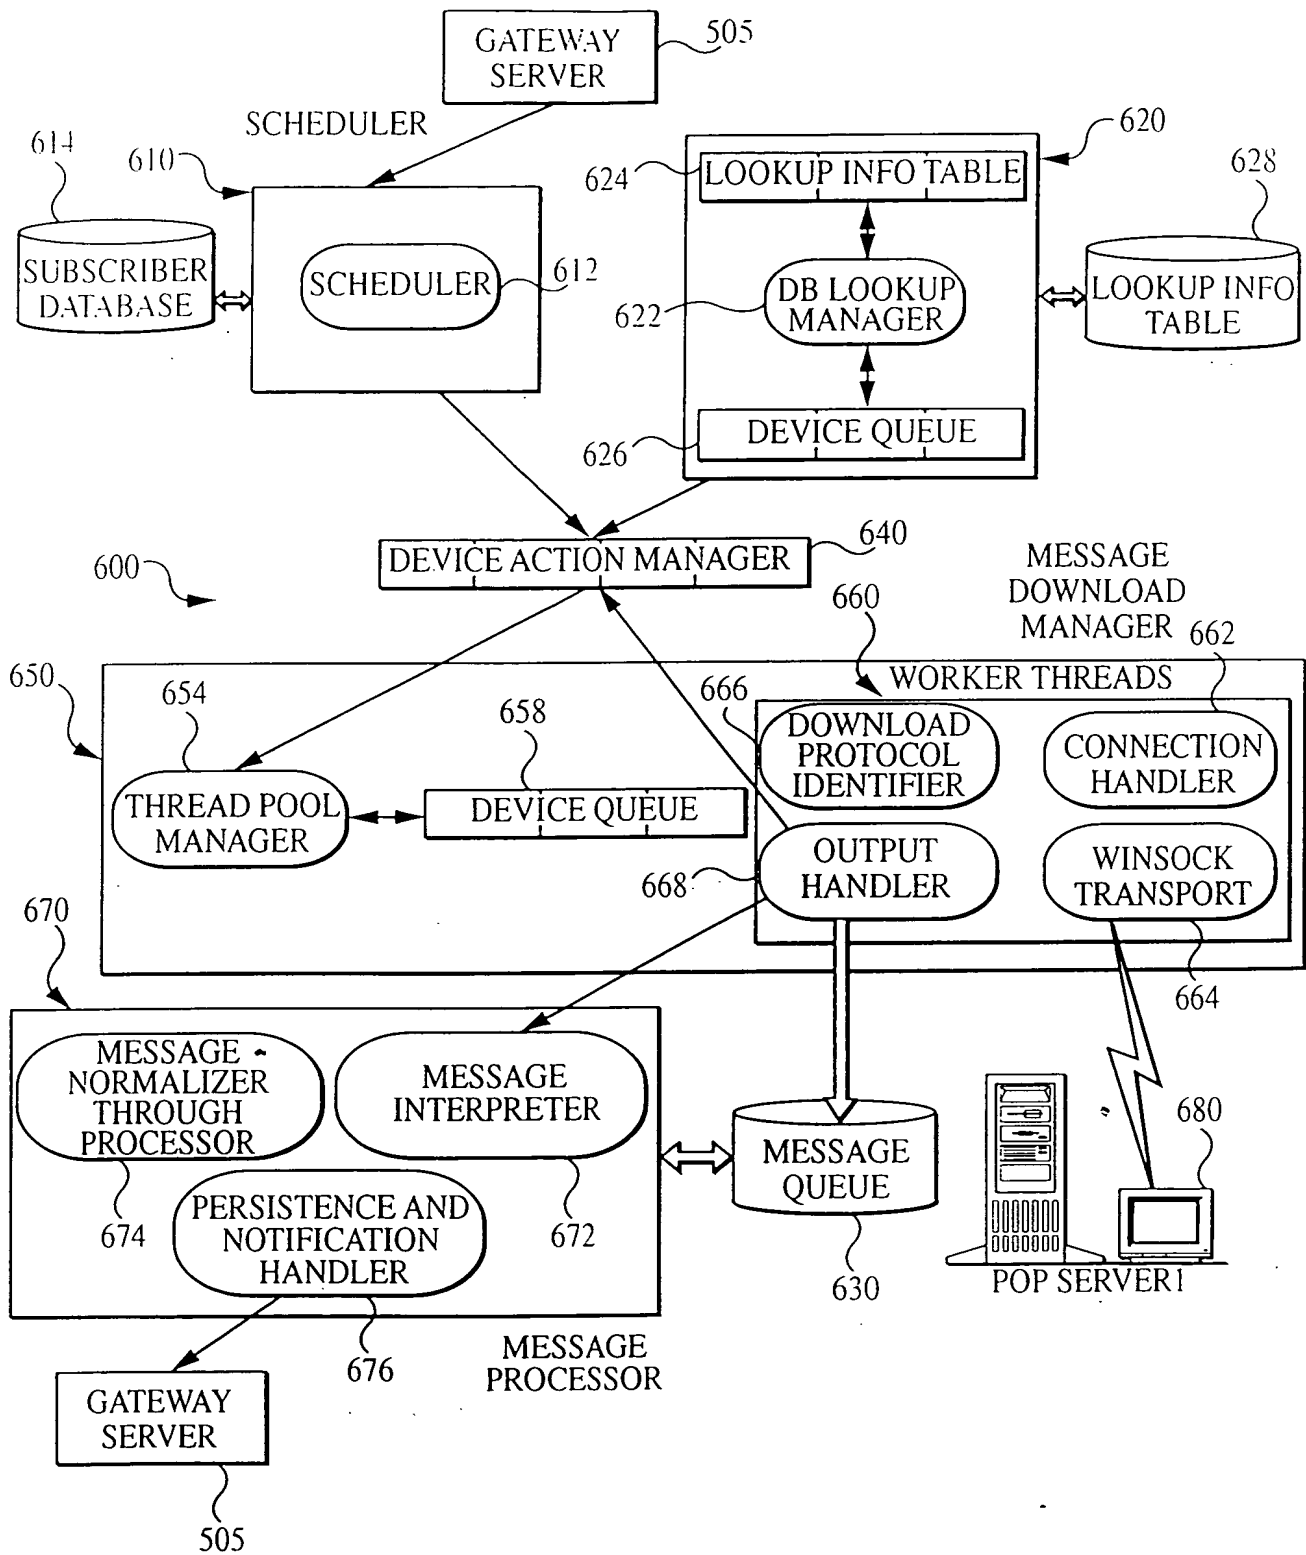 GATEWAY
SERVER
505
SCHEDULER
614
610
620
624
LOOKUP INFO TABLE
628
SUBSCRIBER
DATABASE
SCHEDULER
612
622
DB LOOKUP
MANAGER
LOOKUP INFO
TABLE
626
DEVICE QUEUE
640
DEVICE ACTION MANAGER
600
MESSAGE
DOWNLOAD
MANAGER
660
662
650
654
666
WORKER THREADS
658
DOWNLOAD
PROTOCOL
IDENTIFIER
CONNECTION
HANDLER
THREAD POOL
MANAGER
DEVICE QUEUE
668
OUTPUT
HANDLER
WINSOCK
TRANSPORT
670
664
MESSAGE
NORMALIZER
THROUGH
PROCESSOR
MESSAGE
INTERPRETER
674
672
MESSAGE
QUEUE
680
PERSISTENCE AND
NOTIFICATION
HANDLER
630
POP SERVER1
676
MESSAGE
PROCESSOR
GATEWAY
SERVER
505